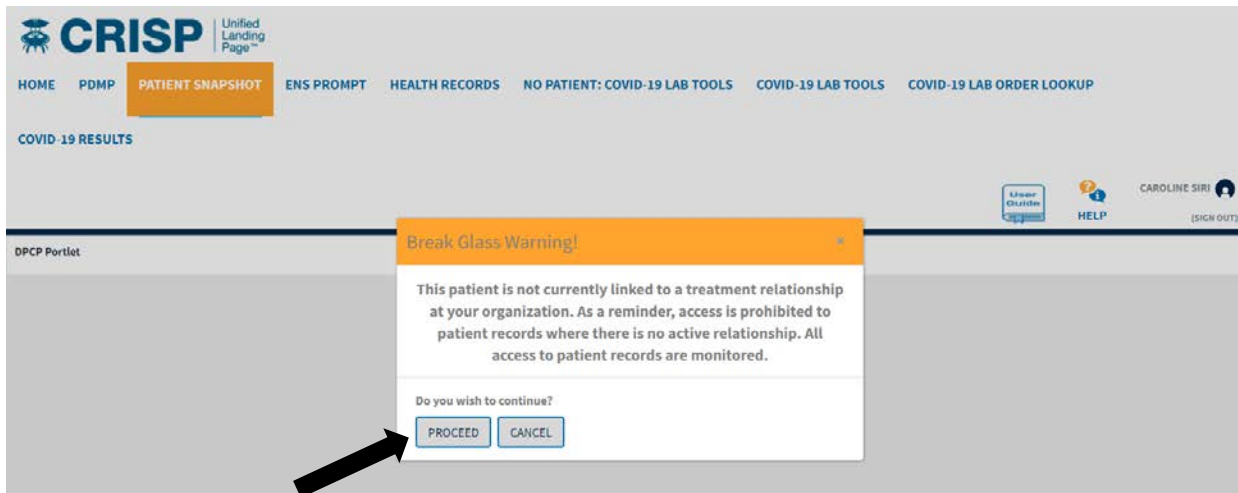 CRISP
Unified
Landing
Page™
HOME PDMP PATIENT SNAPSHOT ENS PROMPT HEALTH RECORDS NO PATIENT: COVID-19 LAB TOOLS COVID-19 LAB TOOLS COVID-19 LAB ORDER LOOKUP
COVID-19 RESULTS
User
Guide
HELP
CAROLINE SIRI
(SIGN OUT)
DPCP Portlet
Break Glass Warning!
×
This patient is not currently linked to a treatment relationship
at your organization. As a reminder, access is prohibited to
patient records where there is no active relationship. All
access to patient records are monitored.
Do you wish to continue?
PROCEED CANCEL